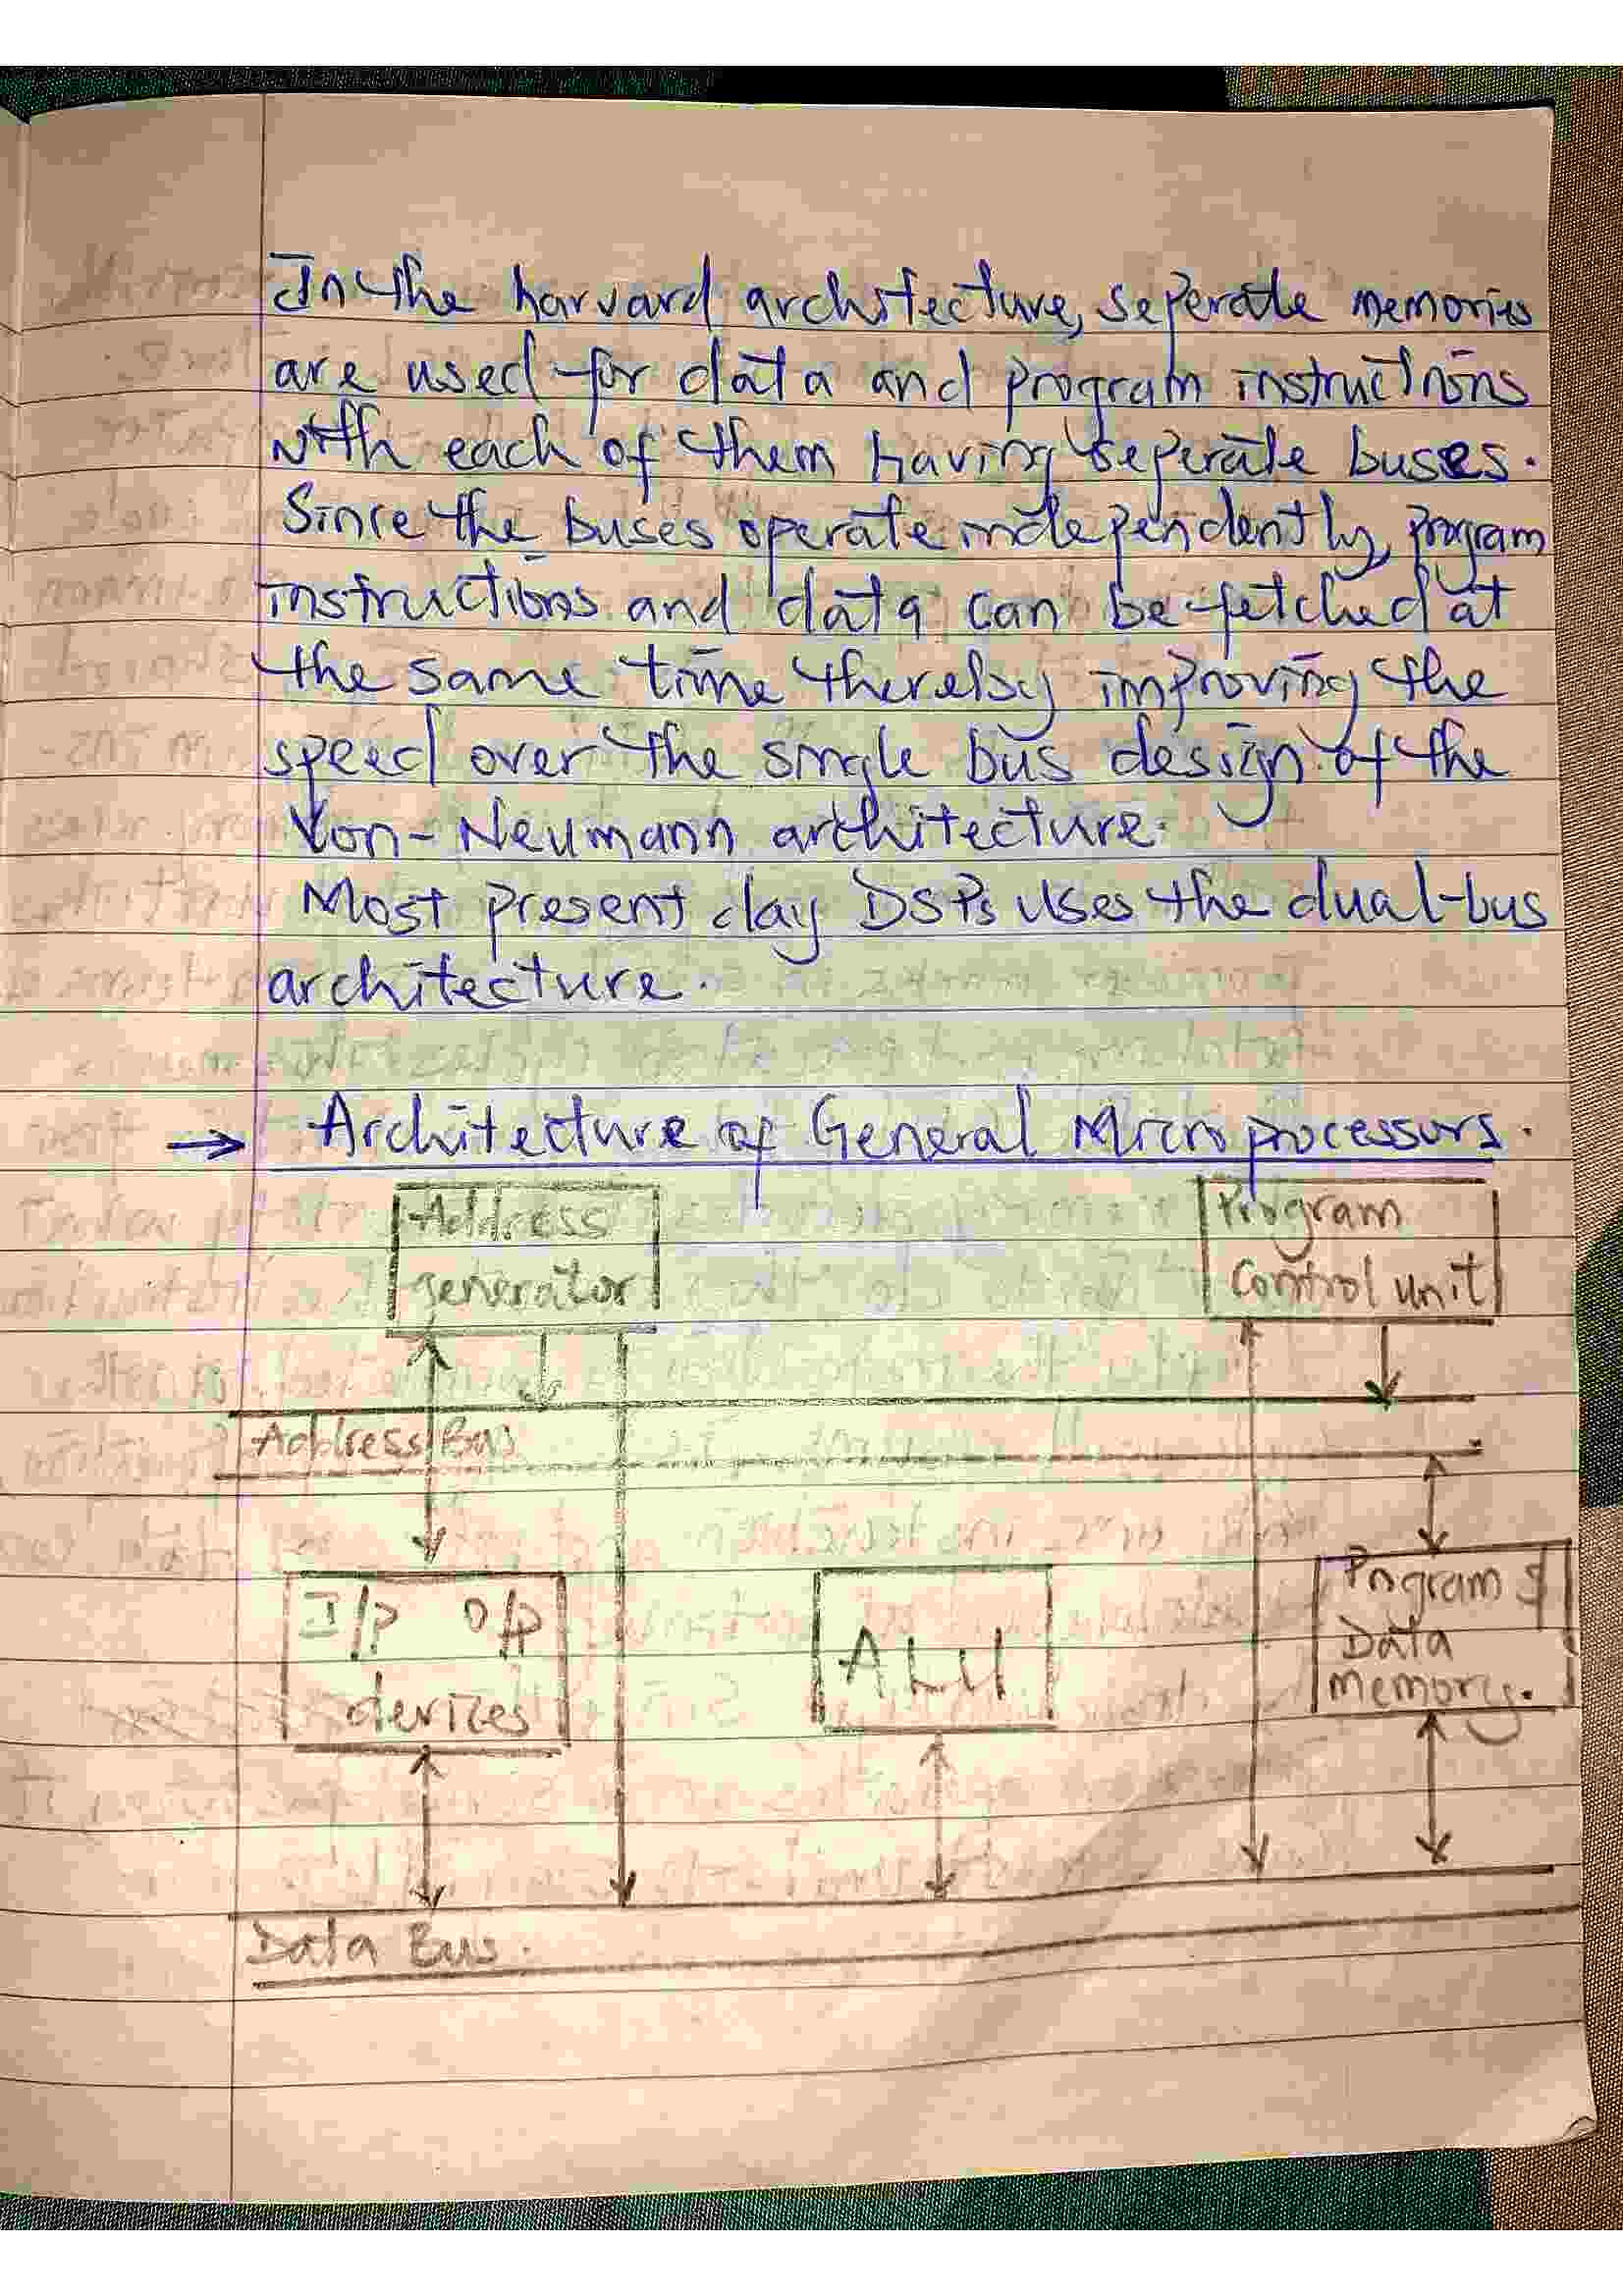 In the harvard architecture, seperate memories
are used for data and program instructions
with each of them having seperate buses.
Since the buses operate independently, program
instructions and data can be fetched at
the same time thereby improving the
speed over the single bus design of the
Von-Neumann architecture.
Most present day DSPs uses the dual-bus
architecture.
→ Architecture of General Microprocessors.
Address
generator
Program
Control unit
Address Bus
I/p O/p
devices
ALU
Program &
Data
memory.
Data Bus.